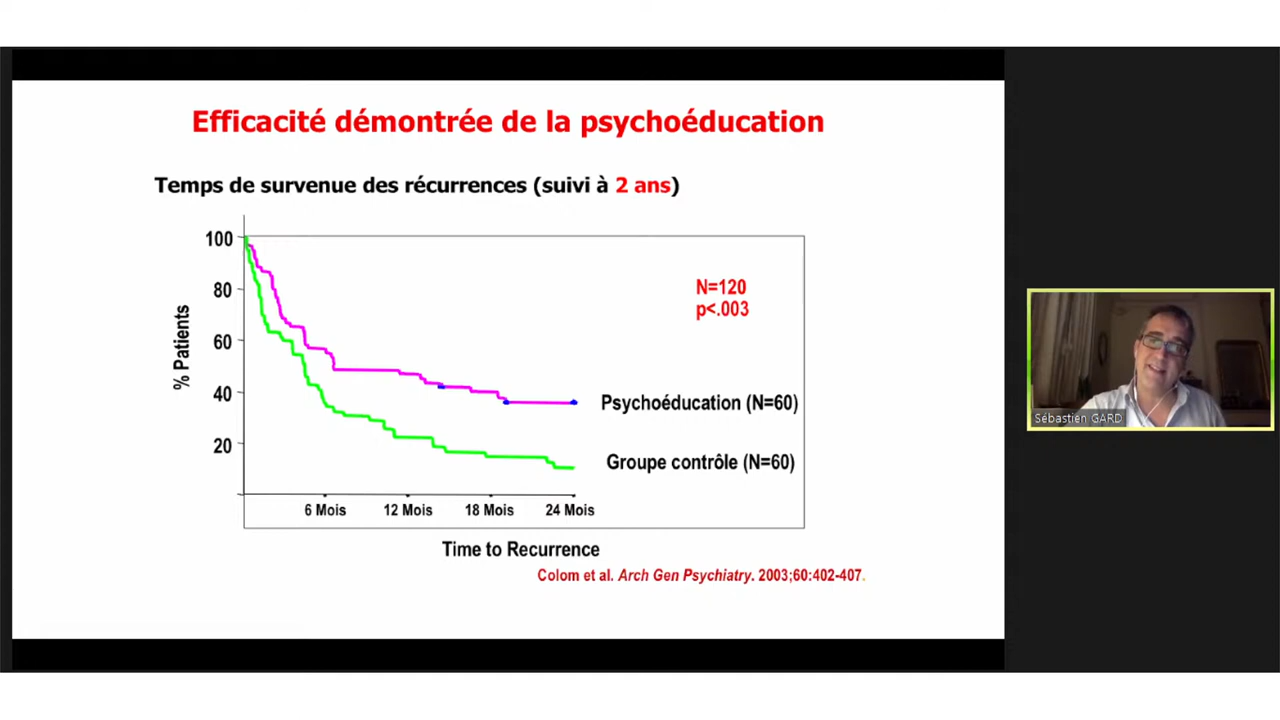 Efficacité démontrée de la psychoéducation
Temps de survenue des récurrences (suivi à 2 ans)
100
80
60
40
20
% Patients
N=120
p<.003
Psychoéducation (N=60)
Groupe contrôle (N=60)
6 Mois 12 Mois 18 Mois 24 Mois
Time to Recurrence
Colom et al. Arch Gen Psychiatry. 2003;60:402-407.
Sébastien GARD